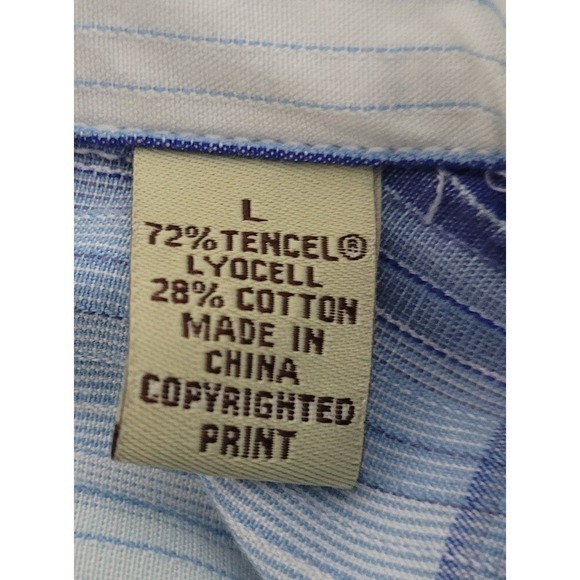 L
72% TENCEL®
LYOCELL
28% COTTON
MADE IN
CHINA
COPYRIGHTED
PRINT